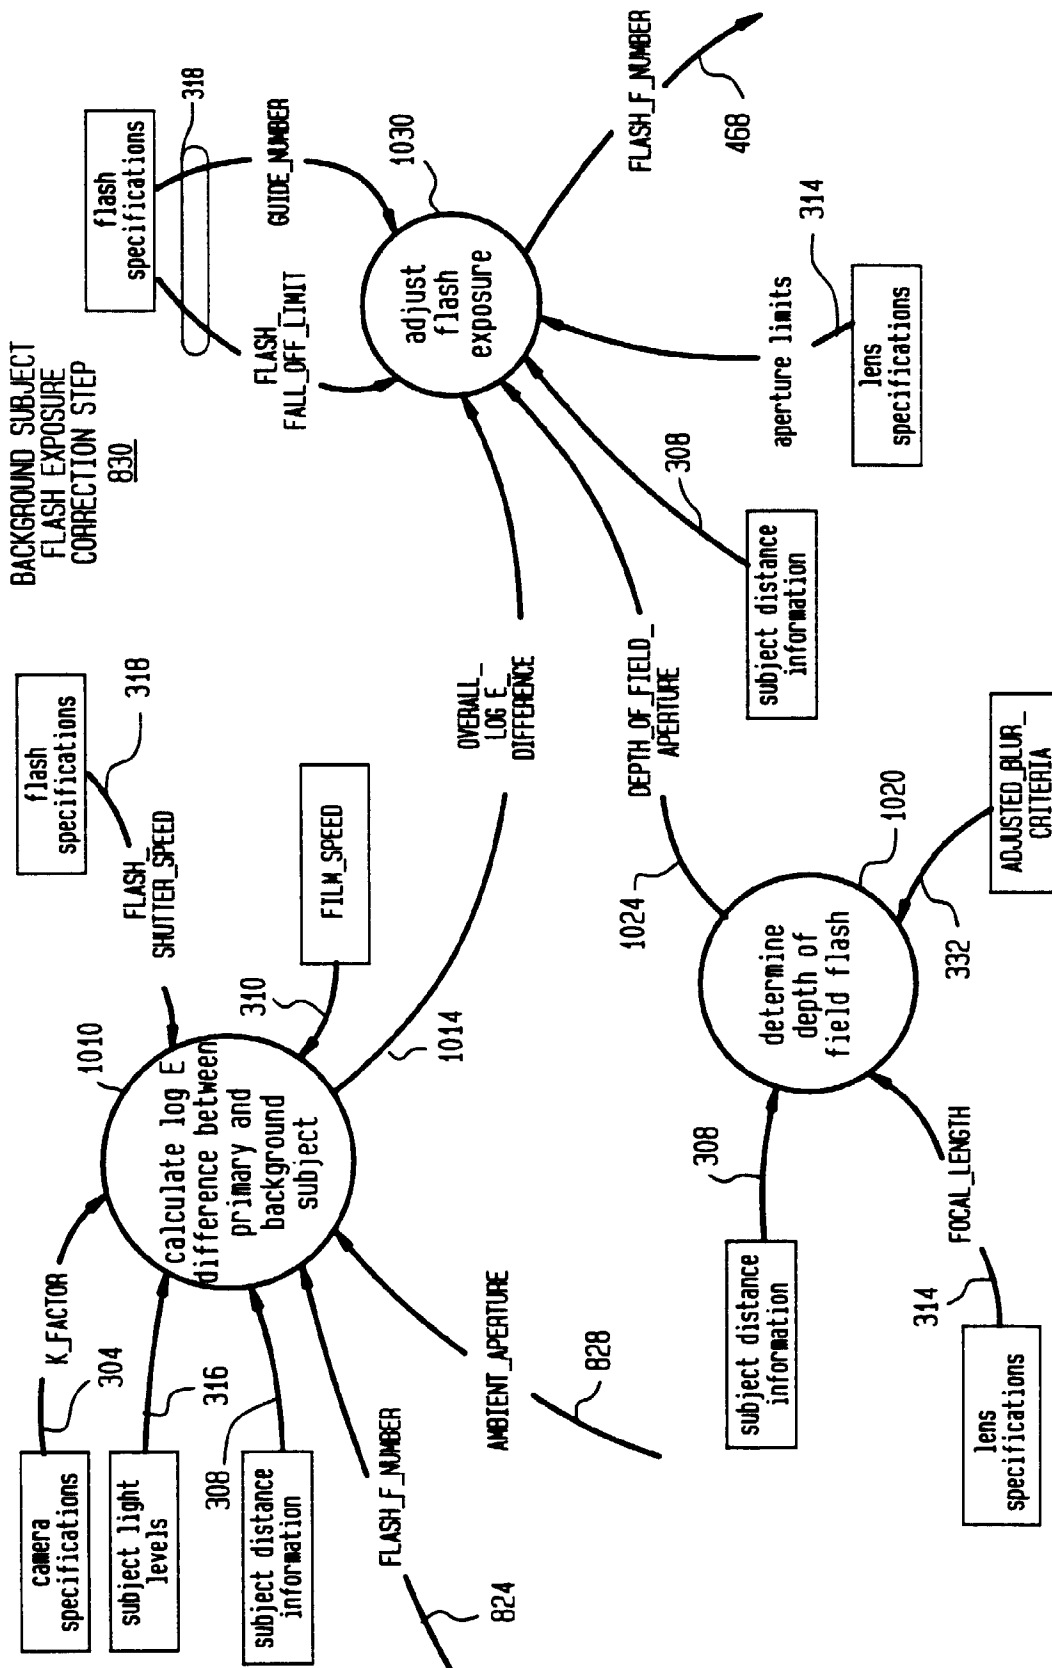 BACKGROUND SUBJECT
FLASH EXPOSURE
CORRECTION STEP
830
camera
specifications
304
K_FACTOR
subject light
levels
316
subject distance
information
308
FLASH_F_NUMBER
824
AMBIENT_APERTURE
828
1010
calculate log E
difference between
primary and
background
subject
flash
specifications
318
FLASH_
SHUTTER_SPEED
FILM_SPEED
310
1014
OVERALL_
LOG E_
DIFFERENCE
flash
specifications
318
FLASH_
FALL_OFF_LIMIT
GUIDE_NUMBER
1030
adjust
flash
exposure
FLASH_F_NUMBER
468
aperture limits
314
lens
specifications
308
subject distance
information
DEPTH_OF_FIELD_
APERTURE
1024
1020
determine
depth of
field flash
332
ADJUSTED_BLUR_
CRITERIA
subject distance
information
308
FOCAL_LENGTH
314
lens
specifications